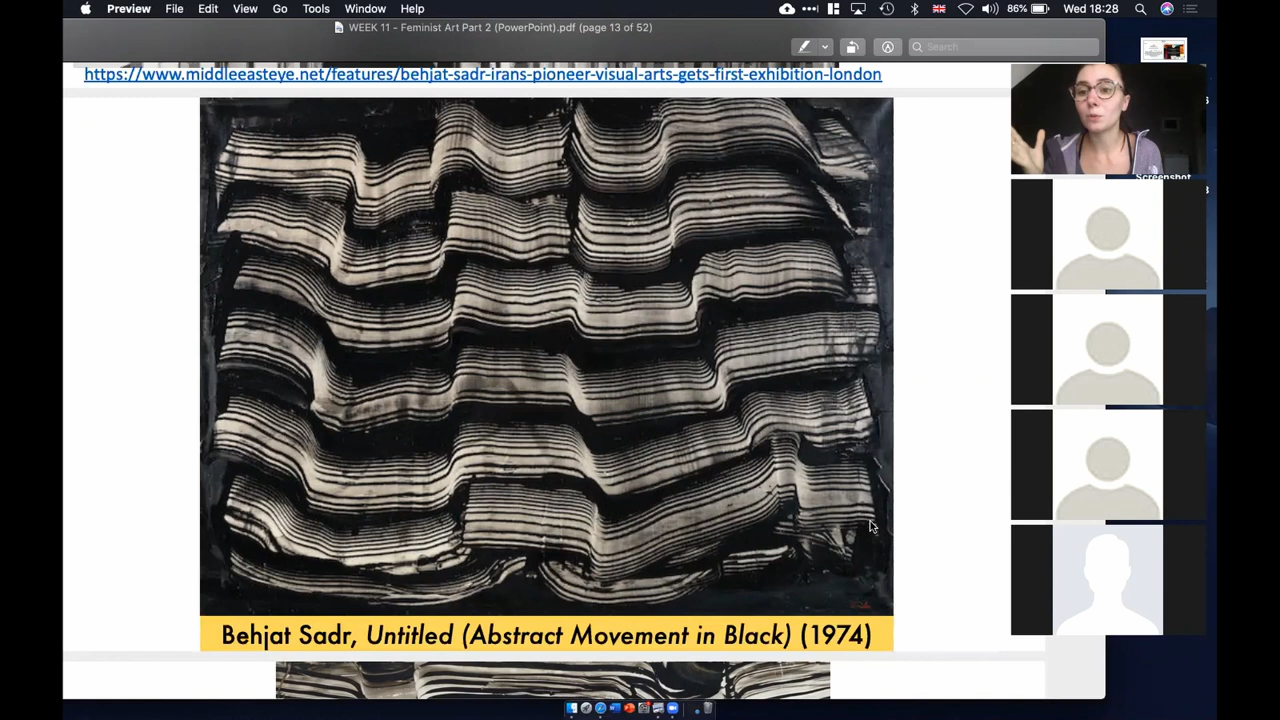 Preview File Edit View Go Tools Window Help 86% Wed 18:28
WEEK 11 - Feminist Art Part 2 (PowerPoint).pdf (page 13 of 52)
Search
https://www.middleeasteye.net/features/behjat-sadr-irans-pioneer-visual-arts-gets-first-exhibition-london
Screenshot
Behjat Sadr, Untitled (Abstract Movement in Black) (1974)